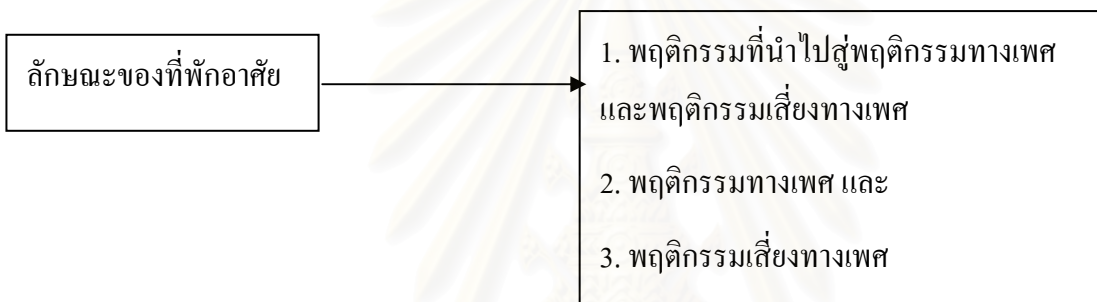 ลักษณะของที่พักอาศัย
1. พฤติกรรมที่นำไปสู่พฤติกรรมทางเพศ
และพฤติกรรมเสี่ยงทางเพศ
2. พฤติกรรมทางเพศ และ
3. พฤติกรรมเสี่ยงทางเพศ